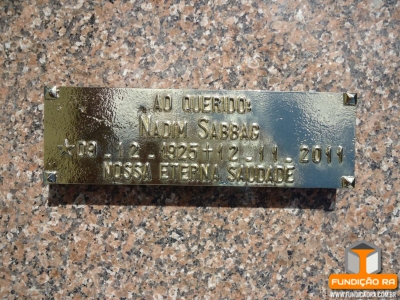 AO QUERIDO:
NADIM SABBAG
+09.12.1925+12.11.2011
NOSSA ETERNA SAUDADE
FUNDIÇÃO RA
WWW.FUNDICAORA.COM.BR